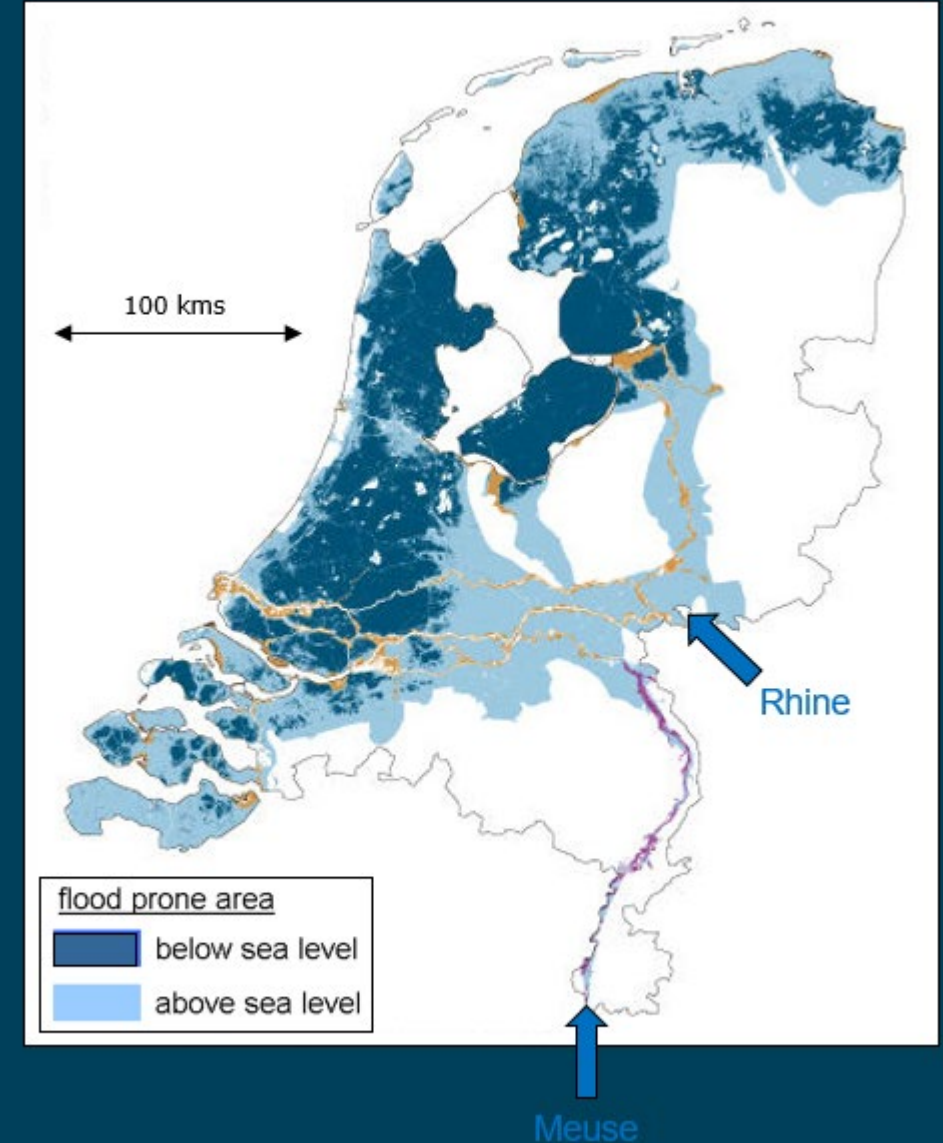 100 kms
Rhine
flood prone area
below sea level
above sea level
Meuse